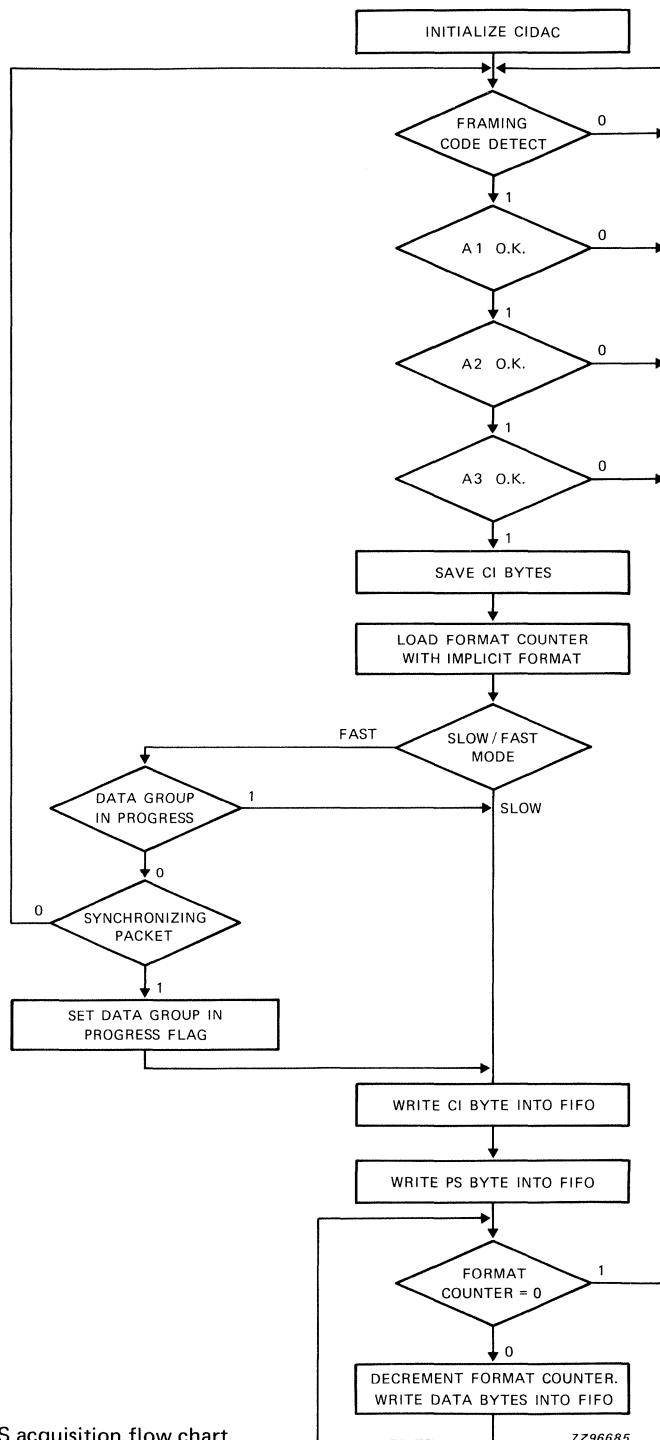 INITIALIZE CIDAC
FRAMING
CODE DETECT
0
1
A1 O.K.
0
1
A2 O.K.
0
1
A3 O.K.
0
1
SAVE CI BYTES
LOAD FORMAT COUNTER
WITH IMPLICIT FORMAT
SLOW/FAST
MODE
FAST
SLOW
DATA GROUP
IN PROGRESS
1
0
SYNCHRONIZING
PACKET
0
1
SET DATA GROUP IN
PROGRESS FLAG
WRITE CI BYTE INTO FIFO
WRITE PS BYTE INTO FIFO
FORMAT
COUNTER = 0
1
0
DECREMENT FORMAT COUNTER.
WRITE DATA BYTES INTO FIFO
S acquisition flow chart
7Z96685